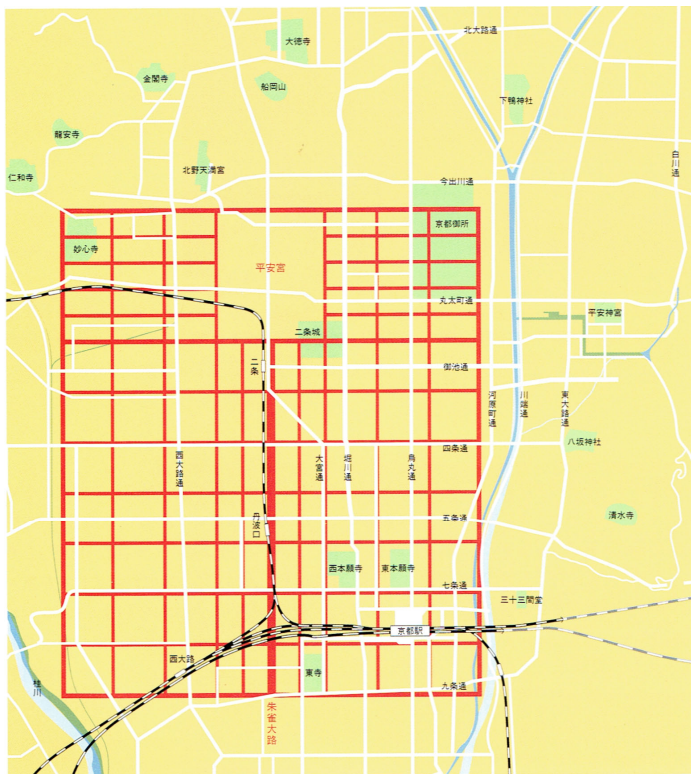 大徳寺
北大路通
金閣寺
船岡山
下鴨神社
龍安寺
白川通
仁和寺
北野天満宮
今出川通
京都御所
妙心寺
平安宮
丸太町通
平安神宮
二条城
二条
御池通
河原町通
川端通
東大路通
八坂神社
四条通
西大路通
大宮通
堀川通
烏丸通
清水寺
丹波口
五条通
西本願寺
東本願寺
七条通
三十三間堂
京都駅
西大路
東寺
桂川
九条通
朱雀大路